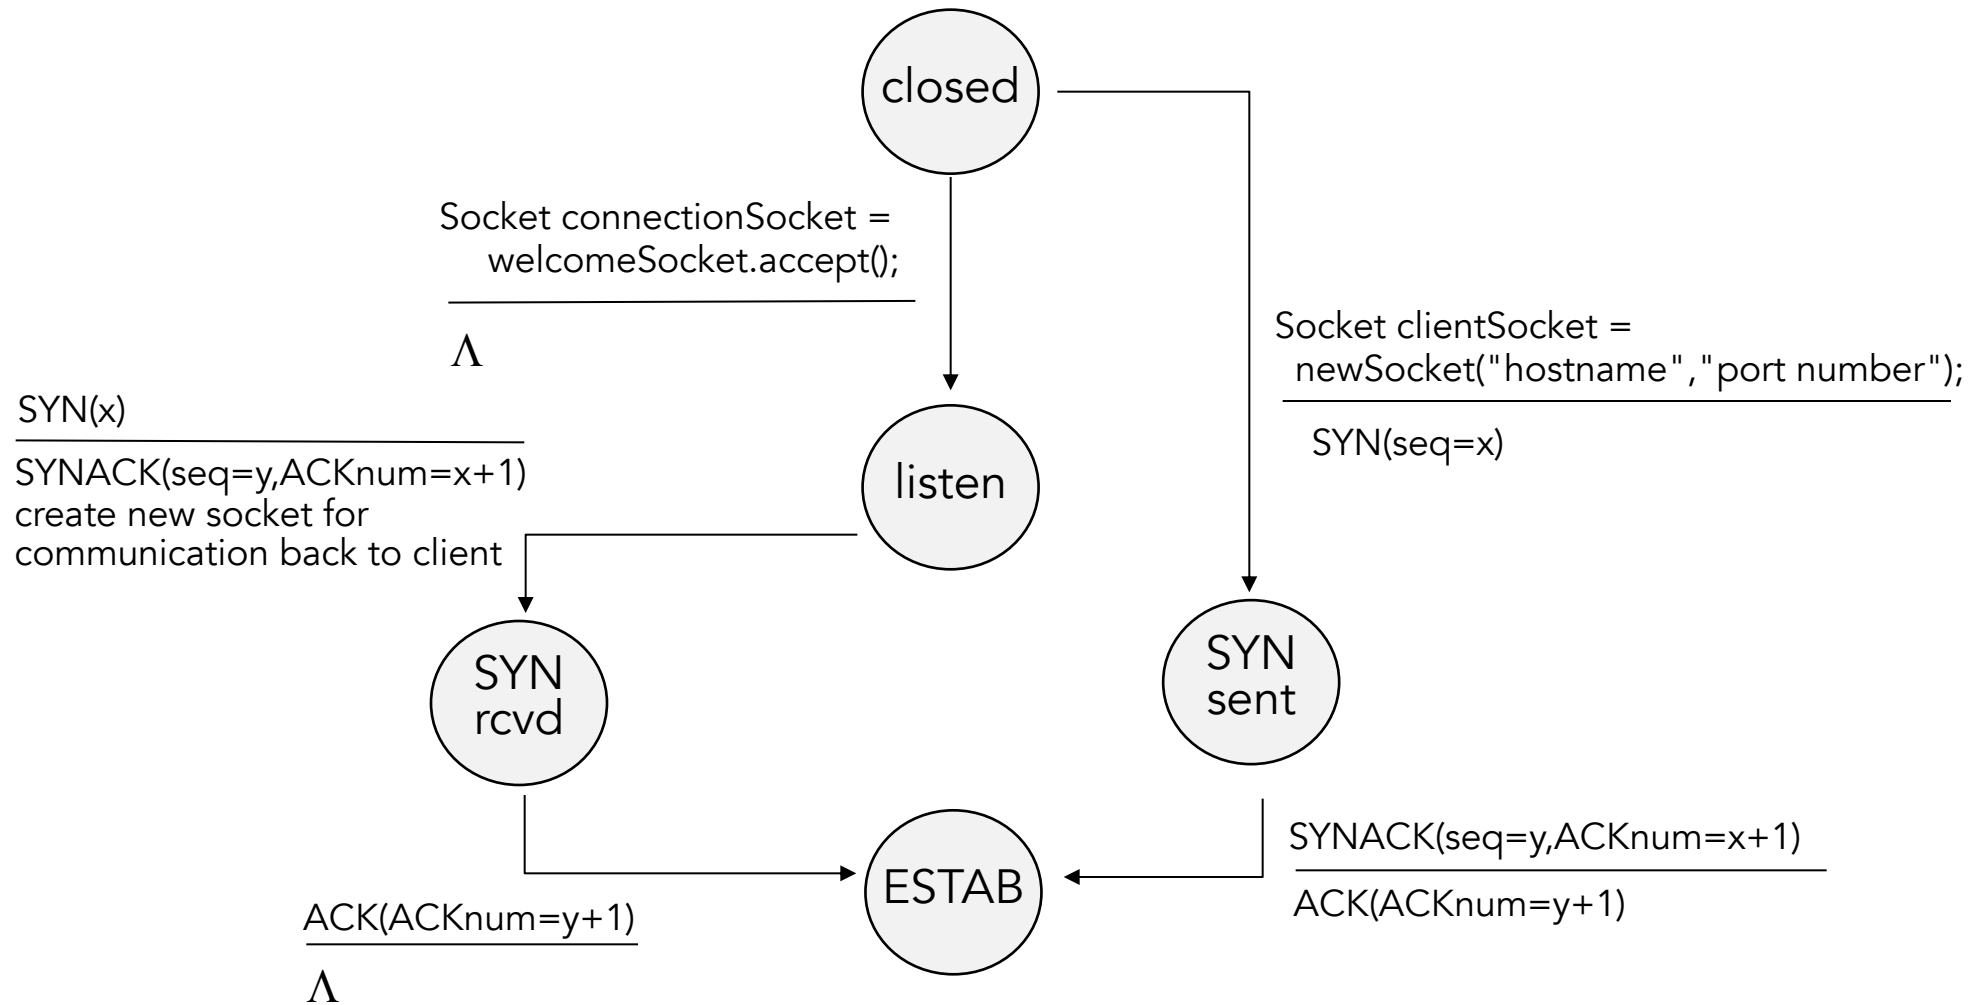 closed
Socket connectionSocket =
welcomeSocket.accept();
Λ
Socket clientSocket =
newSocket("hostname","port number");
SYN(seq=x)
SYN(x)
SYNACK(seq=y,ACKnum=x+1)
create new socket for
communication back to client
listen
SYN
rcvd
SYN
sent
ESTAB
SYNACK(seq=y,ACKnum=x+1)
ACK(ACKnum=y+1)
ACK(ACKnum=y+1)
Λ